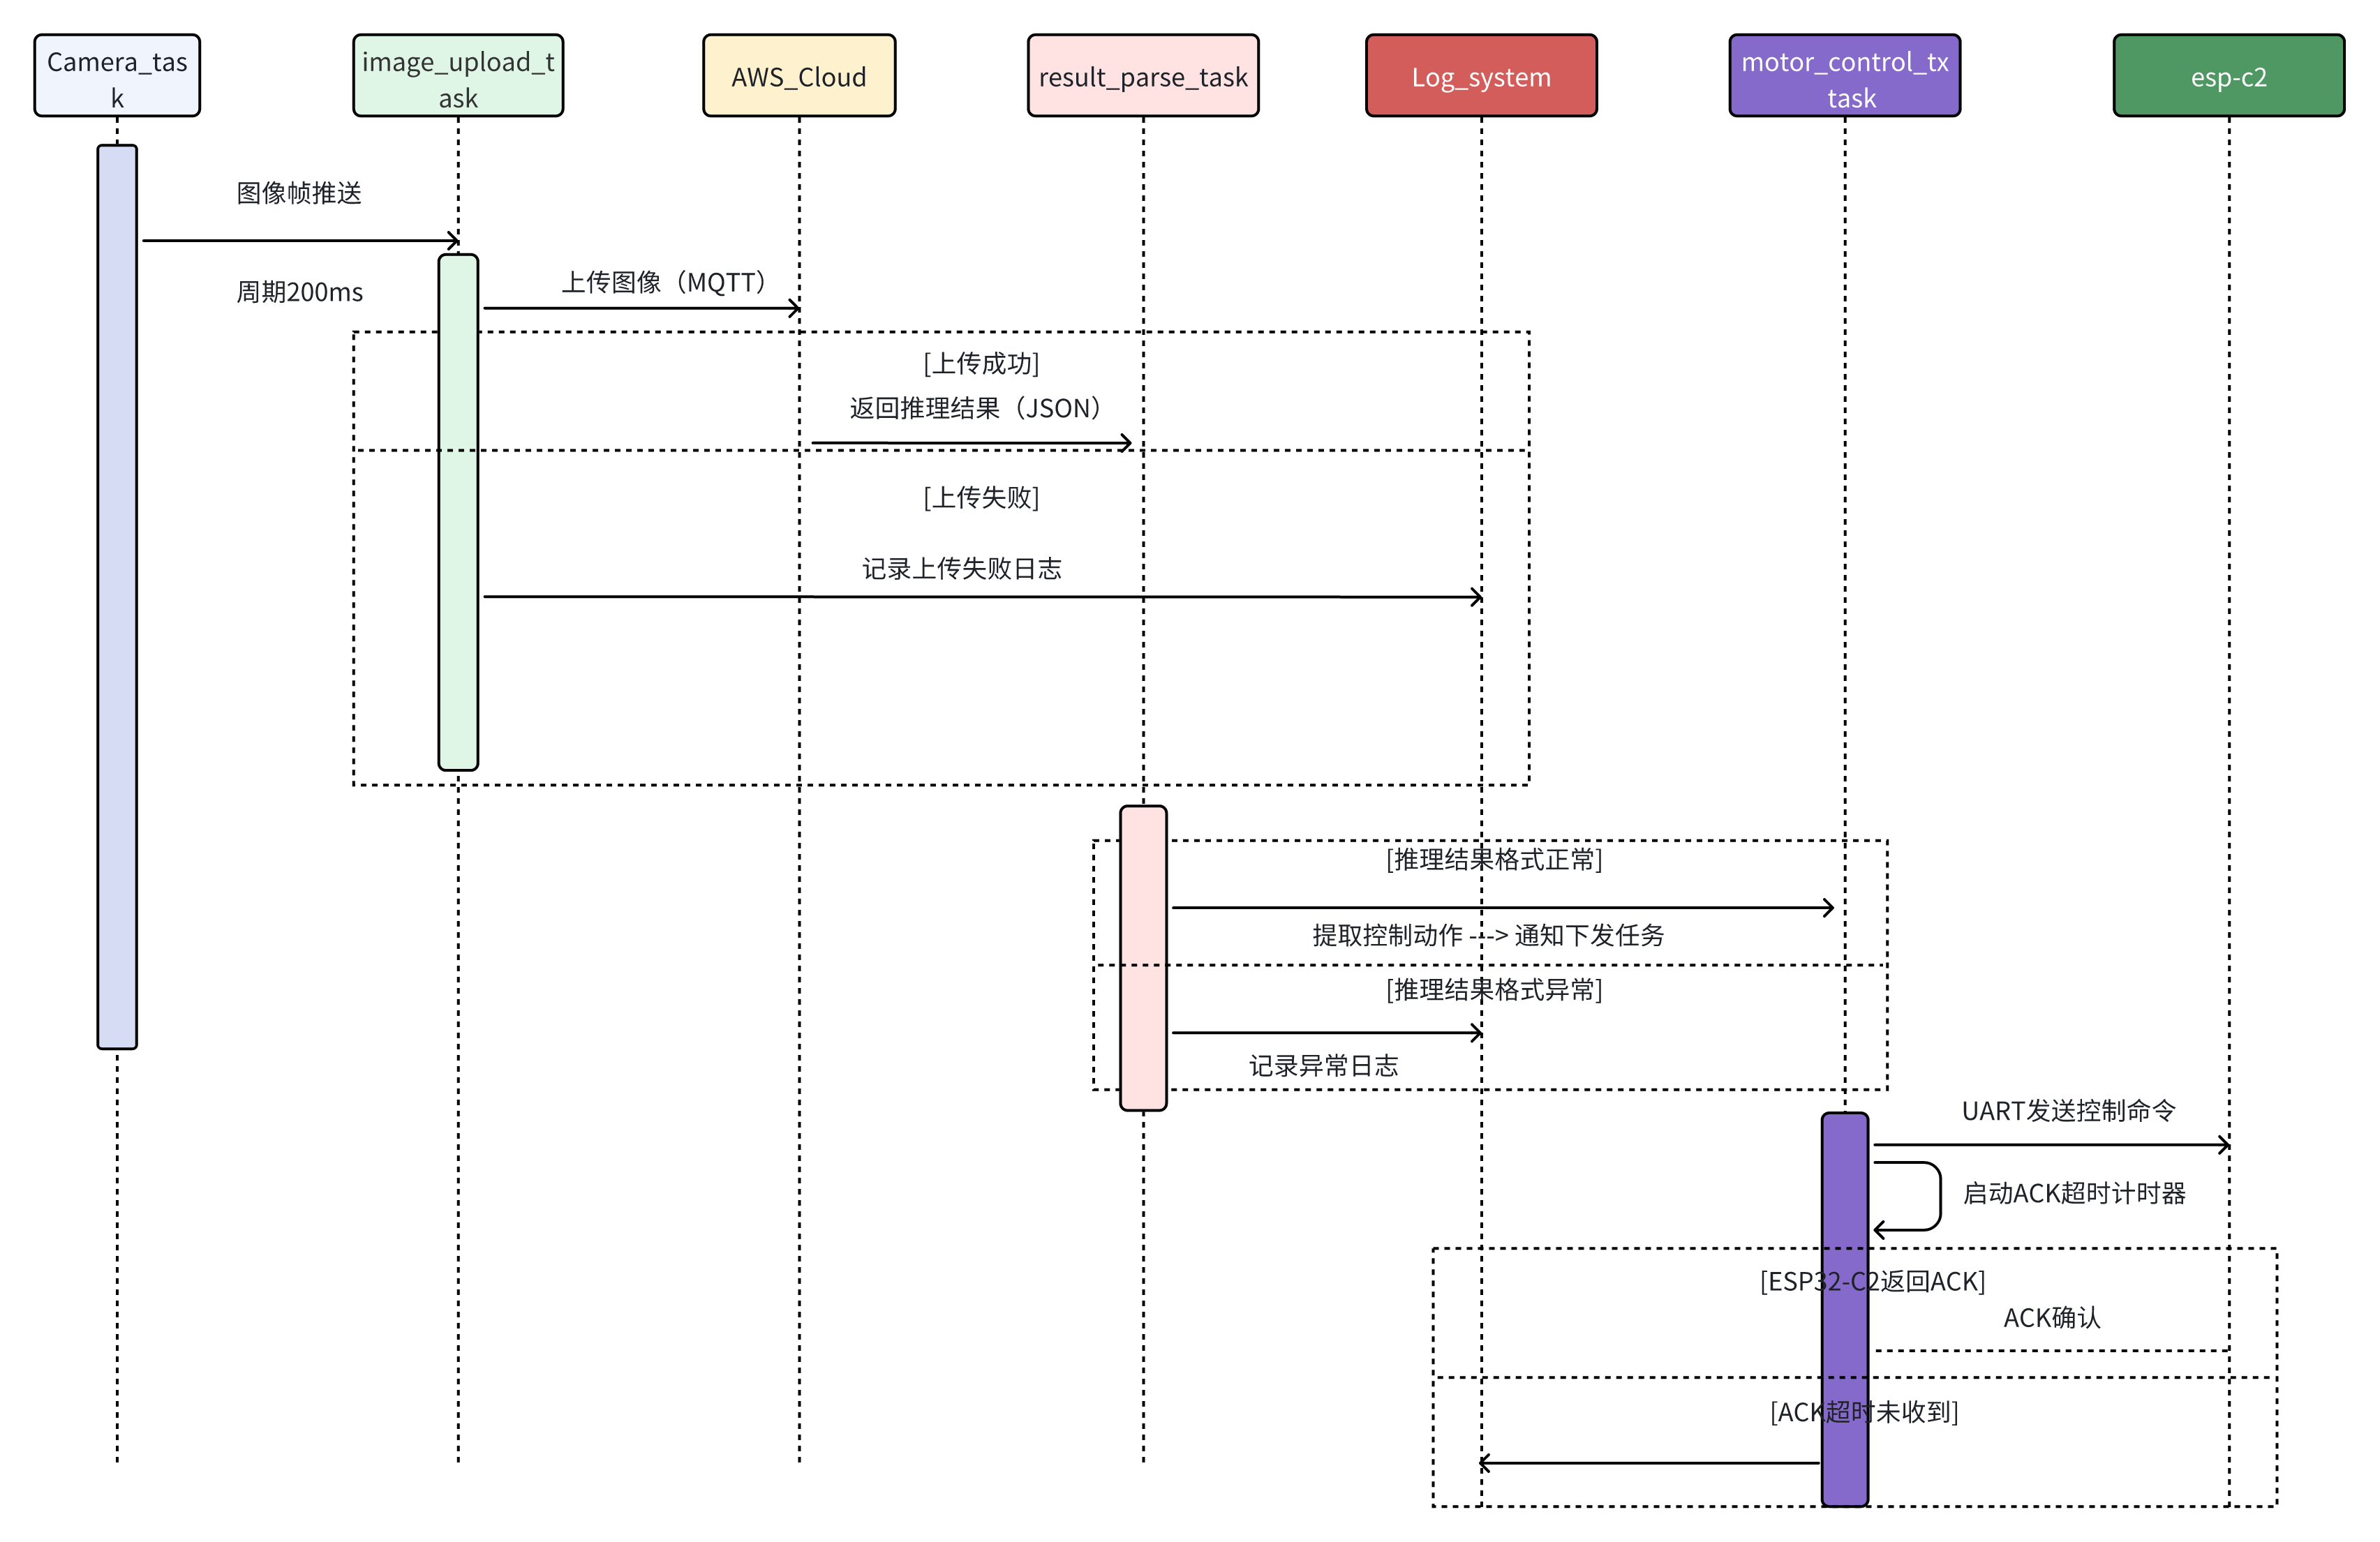 Camera_tas
k
image_upload_t
ask
AWS_Cloud
result_parse_task
Log_system
motor_control_tx
task
esp-c2
图像帧推送
周期200ms
上传图像（MQTT）
[上传成功]
返回推理结果（JSON）
[上传失败]
记录上传失败日志
[推理结果格式正常]
提取控制动作 ---> 通知下发任务
[推理结果格式异常]
记录异常日志
UART发送控制命令
启动ACK超时计时器
[ESP32-C2返回ACK]
ACK确认
[ACK超时未收到]